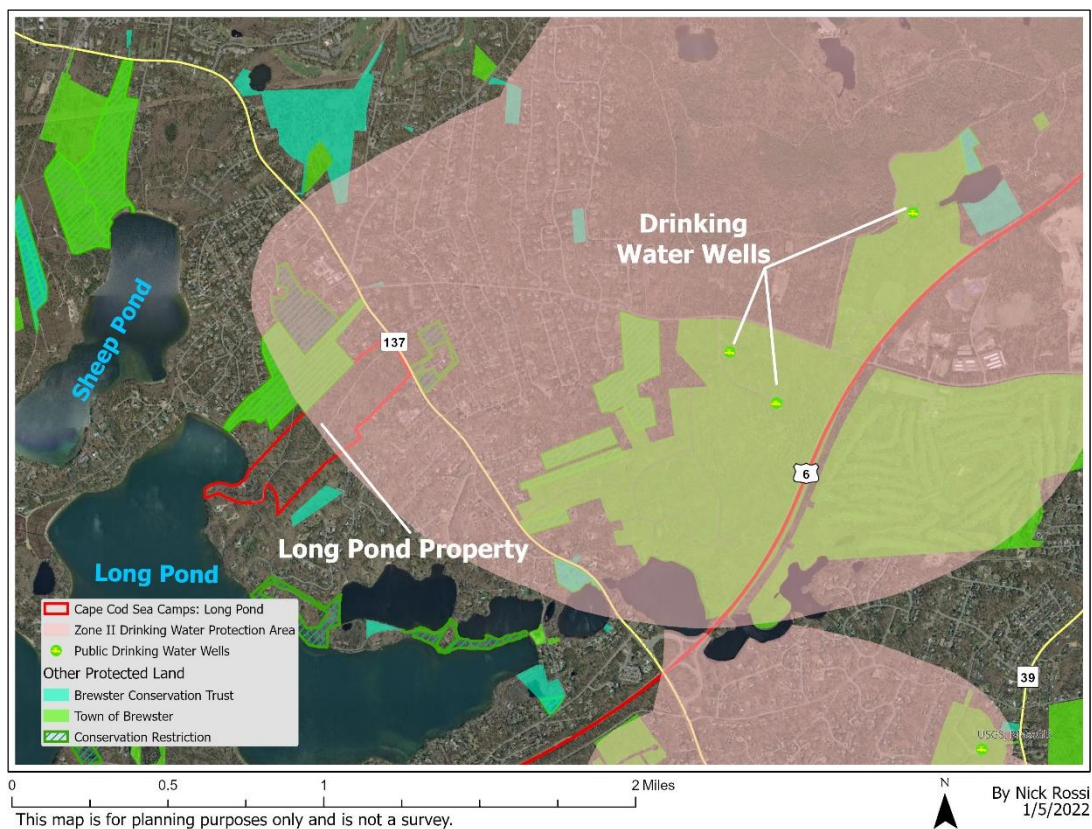 Drinking
Water Wells
Sheep Pond
137
6
Long Pond Property
Long Pond
Cape Cod Sea Camps: Long Pond
Zone II Drinking Water Protection Area
Public Drinking Water Wells
Other Protected Land
Brewster Conservation Trust
Town of Brewster
Conservation Restriction
39
USGS,
0 0.5 1 2 Miles
N
By Nick Rossi
1/5/2022
This map is for planning purposes only and is not a survey.